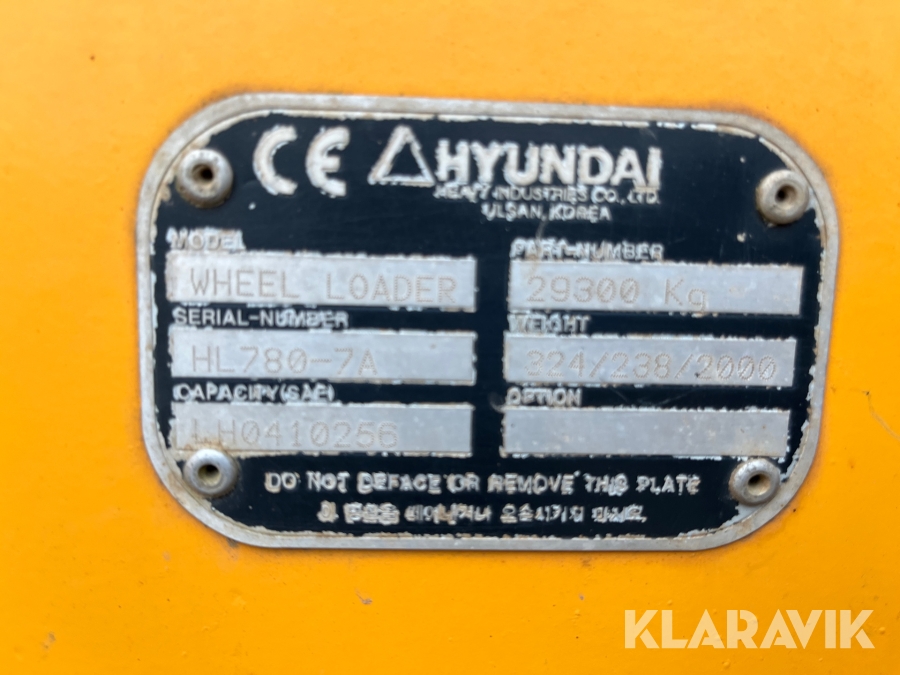 CE HYUNDAI
HEAVY INDUSTRIES CO., LTD.
ULSAN, KOREA
MODEL PART-NUMBER
WHEEL LOADER 29300 Kg
SERIAL-NUMBER WEIGHT
HL780-7A 324/238/2000
CAPACITY(SAE) OPTION
LH0410256
DO NOT DEFACE OR REMOVE THIS PLATE
KLARAVIK